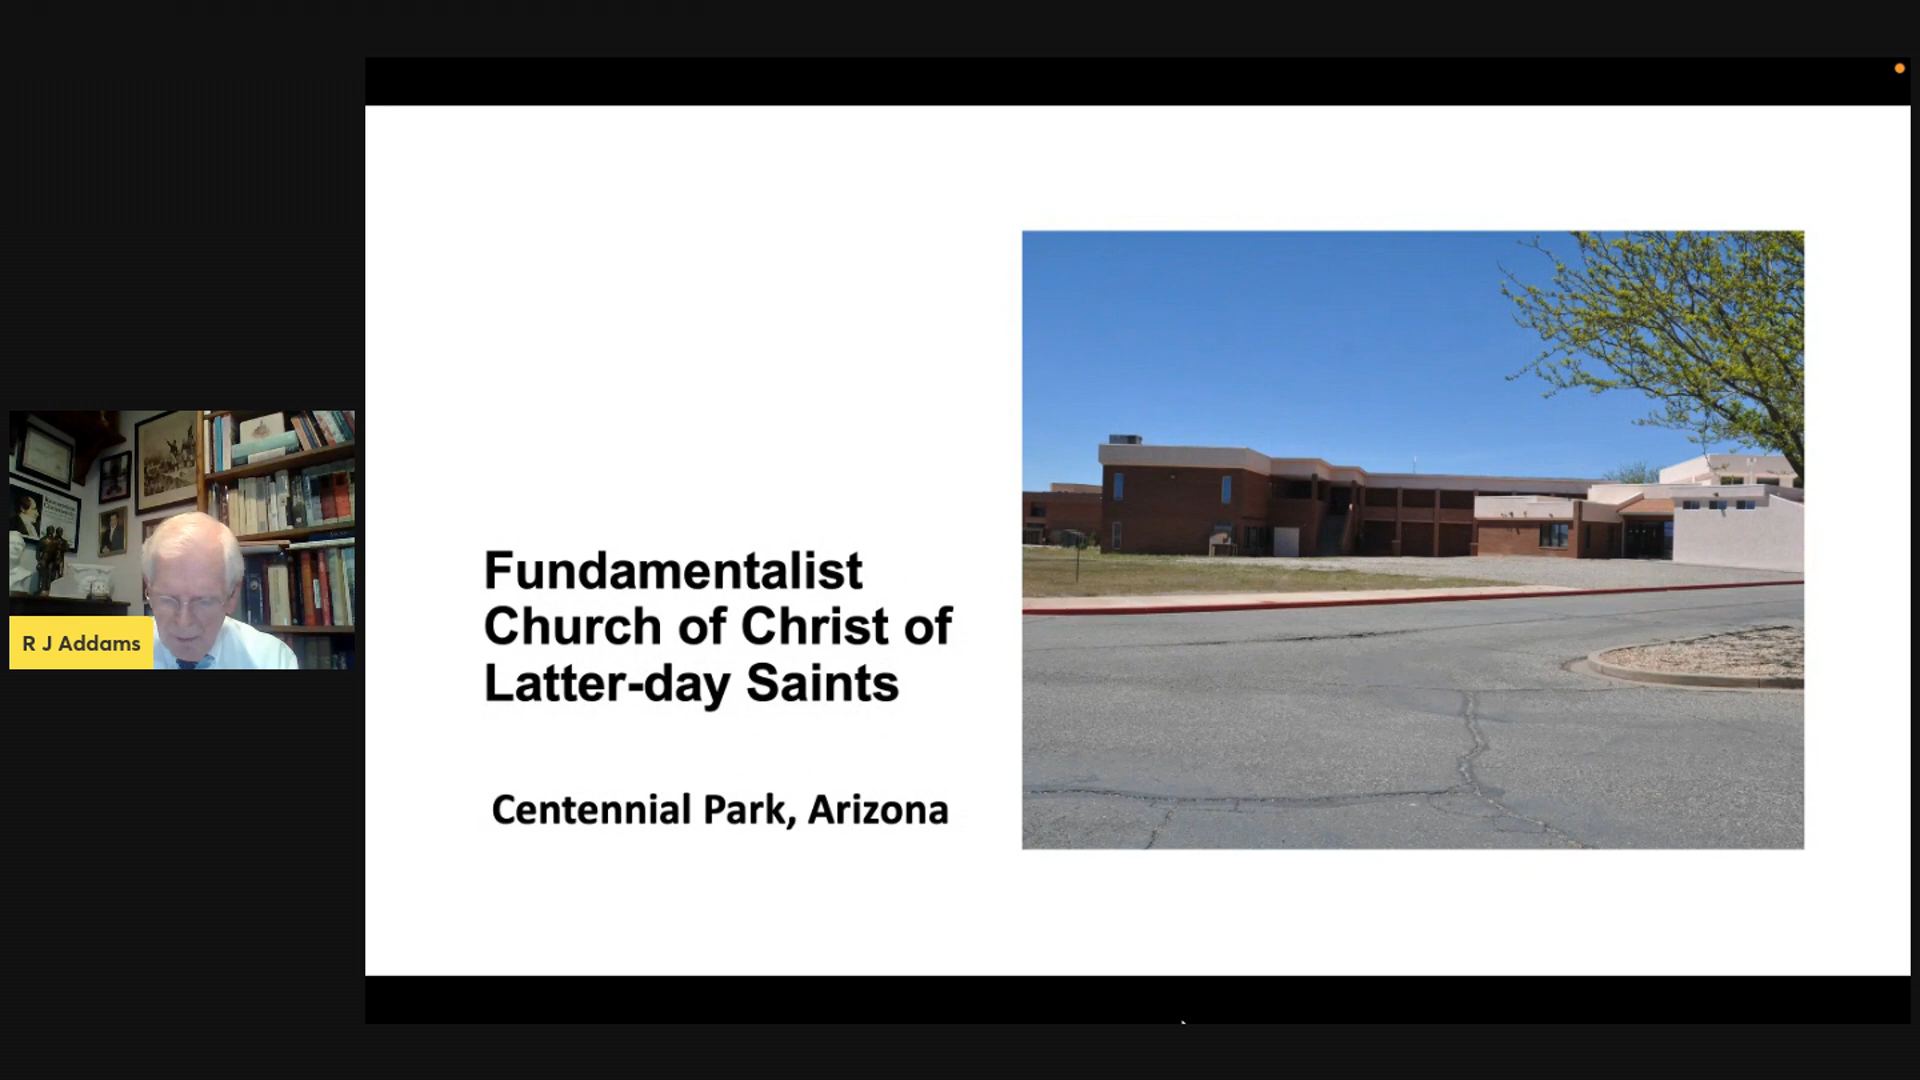 Fundamentalist
Church of Christ of
Latter-day Saints
Centennial Park, Arizona
R J Addams